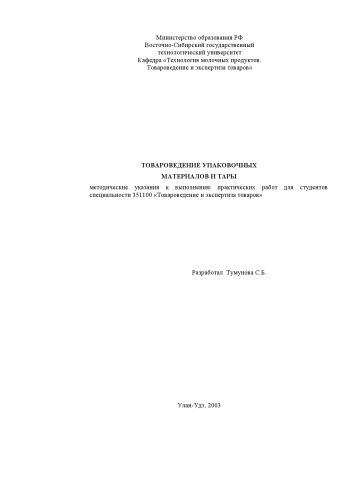 Министерство образования РФ
Восточно-Сибирский государственный
технологический университет
Кафедра «Технология молочных продуктов.
Товароведение и экспертиза товаров»
ТОВАРОВЕДЕНИЕ УПАКОВОЧНЫХ
МАТЕРИАЛОВ И ТАРЫ
методические указания к выполнению практических работ для студентов
специальности 351100 «Товароведение и экспертиза товаров»
Разработал Тумунова С.Б.
Улан-Удэ, 2003